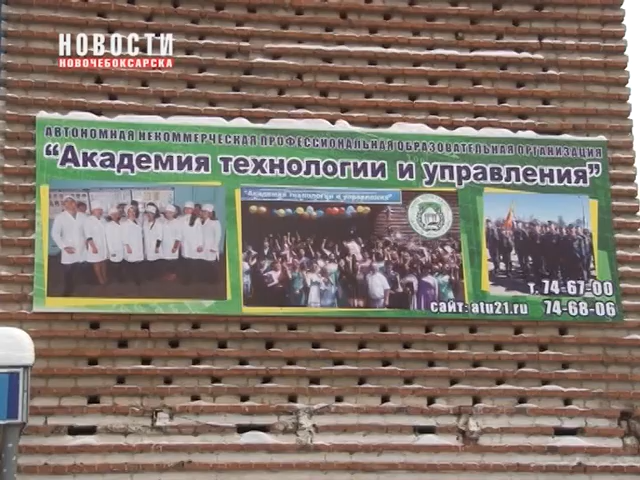 НОВОСТИ
НОВОЧЕБОКСАРСКА
АВТОНОМНАЯ НЕКОММЕРЧЕСКАЯ ПРОФЕССИОНАЛЬНАЯ ОБРАЗОВАТЕЛЬНАЯ ОРГАНИЗАЦИЯ
“Академия технологии и управления”
"Академия технологии и управления"
т. 74-67-00
сайт: atu21.ru 74-68-06